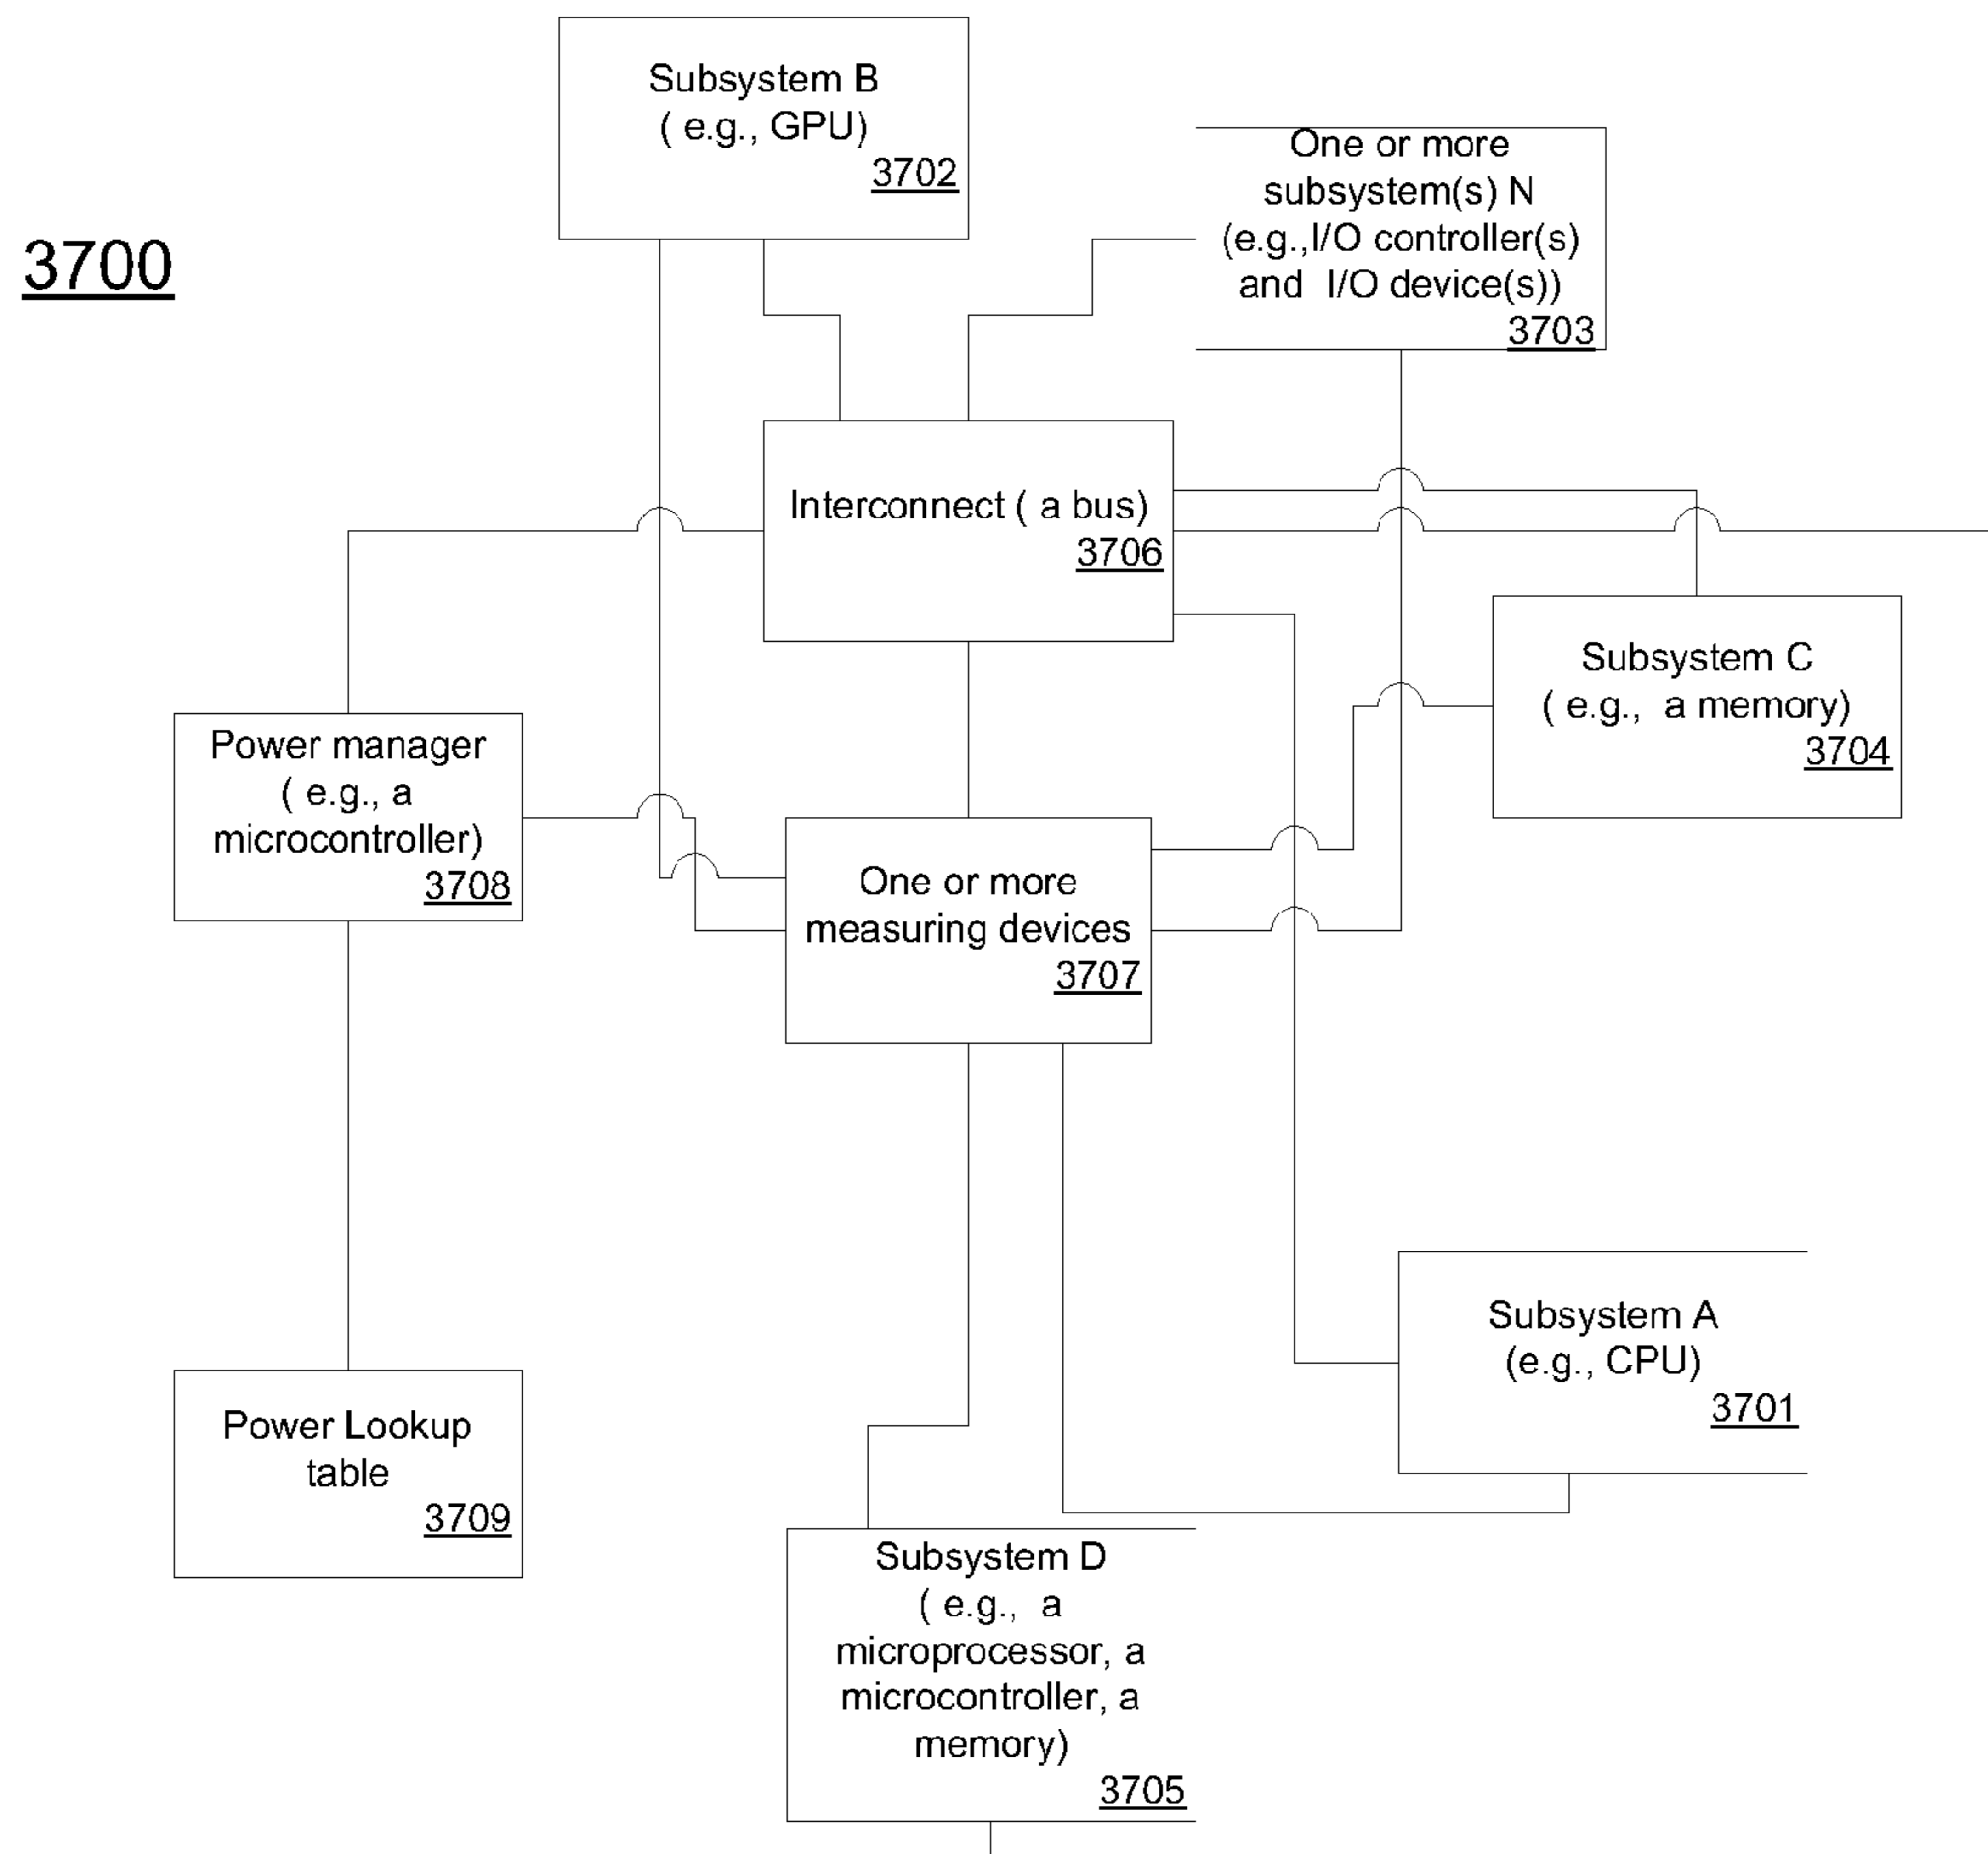 Subsystem B
( e.g., GPU)
3702
One or more
subsystem(s) N
(e.g.,I/O controller(s)
and I/O device(s))
3703
3700
Interconnect ( a bus)
3706
Subsystem C
( e.g., a memory)
3704
Power manager
( e.g., a
microcontroller)
3708
One or more
measuring devices
3707
Subsystem A
(e.g., CPU)
3701
Power Lookup
table
3709
Subsystem D
( e.g., a
microprocessor, a
microcontroller, a
memory)
3705